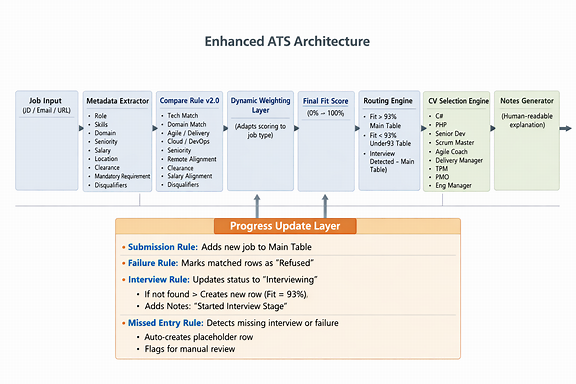 Enhanced ATS Architecture
Job Input
(JD / Email / URL)
Metadata Extractor
• Role
• Skills
• Domain
• Seniority
• Salary
• Location
• Clearance
• Mandatory Requirement
• Disqualifiers
Compare Rule v2.0
• Tech Match
• Domain Match
• Agile / Delivery
• Cloud / DevOps
• Seniority
• Remote Alignment
• Clearance
• Salary Alignment
• Disqualifiers
Dynamic Weighting
Layer
(Adapts scoring to
job type)
Final Fit Score
(0% → 100%)
Routing Engine
• Fit > 93%
Main Table
• Fit < 93%
Under93 Table
• Interview
Detected – Main
Table)
CV Selection Engine
• C#
• PHP
• Senior Dev
• Scrum Master
• Agile Coach
• Delivery Manager
• TPM
• PMO
• Eng Manager
Notes Generator
(Human-readable
explanation)
Progress Update Layer
• Submission Rule: Adds new job to Main Table
• Failure Rule: Marks matched rows as "Refused"
• Interview Rule: Updates status to "Interviewing"
• If not found > Creates new row (Fit = 93%).
• Adds Notes: "Started Interview Stage"
• Missed Entry Rule: Detects missing interview or failure
• Auto-creates placeholder row
• Flags for manual review